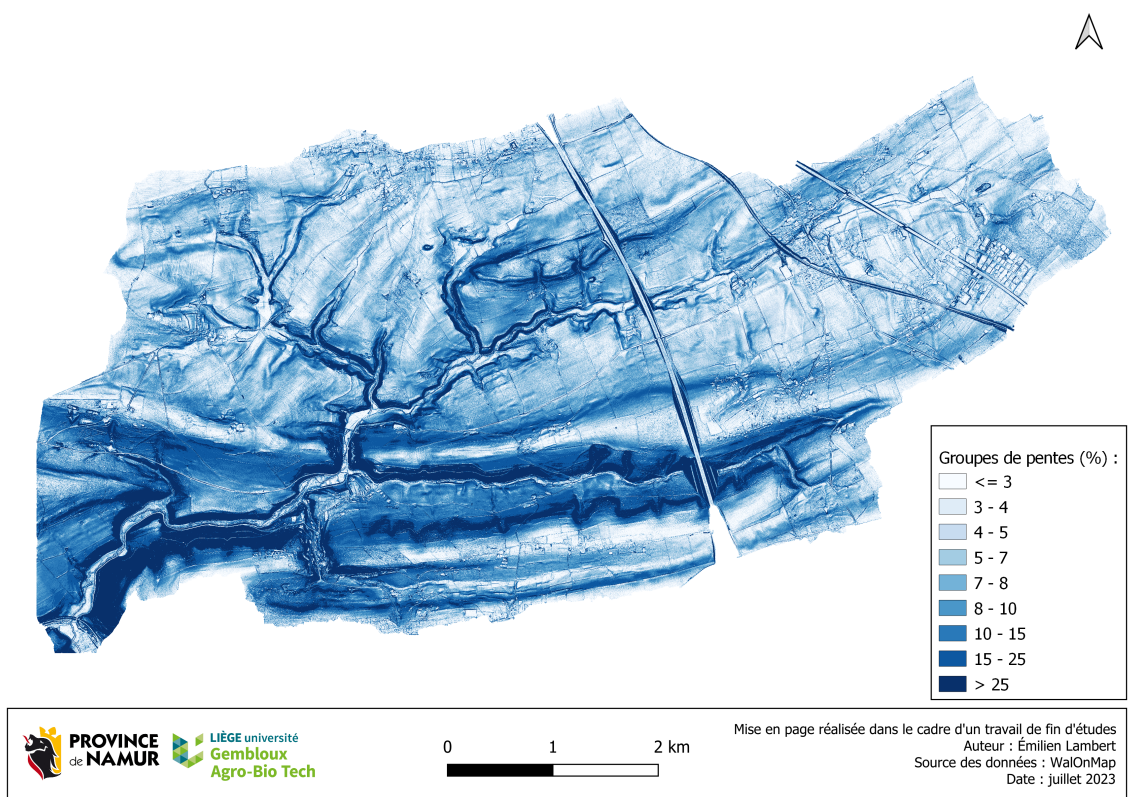 Groupes de pentes (%) :
<= 3
3 - 4
4 - 5
5 - 7
7 - 8
8 - 10
10 - 15
15 - 25
> 25
PROVINCE
de NAMUR
LIÈGE université
Gembloux
Agro-Bio Tech
0 1 2 km
Mise en page réalisée dans le cadre d'un travail de fin d'études
Auteur : Émilien Lambert
Source des données : WalOnMap
Date : juillet 2023